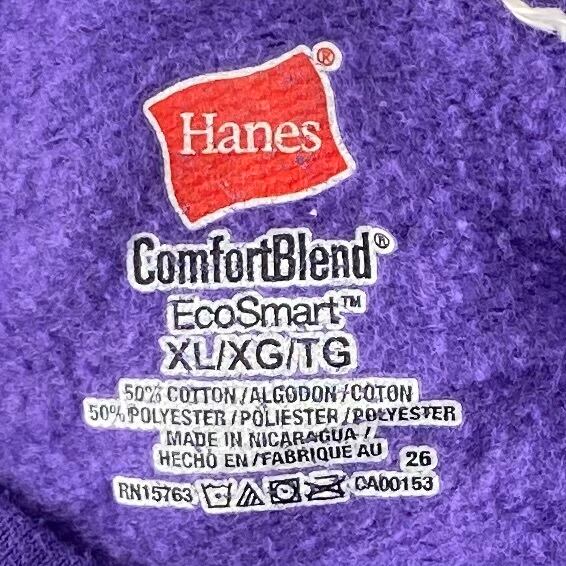 Hanes®
ComfortBlend®
EcoSmart™
XL/XG/TG
50% COTTON/ALGODON/COTON
50% POLYESTER/POLIESTER/POLYESTER
MADE IN NICARAGUA/
HECHO EN/FABRIQUE AU 26
RN15763 CA00153